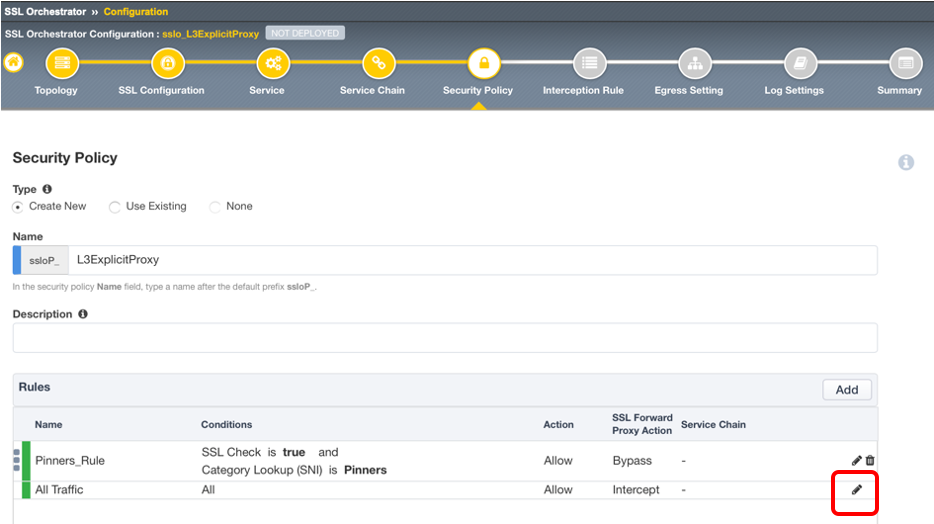 SSL Orchestrator » Configuration
SSL Orchestrator Configuration : sslo_L3ExplicitProxy NOT DEPLOYED
Topology SSL Configuration Service Service Chain Security Policy Interception Rule Egress Setting Log Settings Summary
Security Policy
Type
Create New Use Existing None
Name
ssloP_ L3ExplicitProxy
In the security policy Name field, type a name after the default prefix ssloP_.
Description
Rules Add
Name Conditions Action SSL Forward Proxy Action Service Chain
Pinners_Rule SSL Check is true and Category Lookup (SNI) is Pinners Allow Bypass -
All Traffic All Allow Intercept -